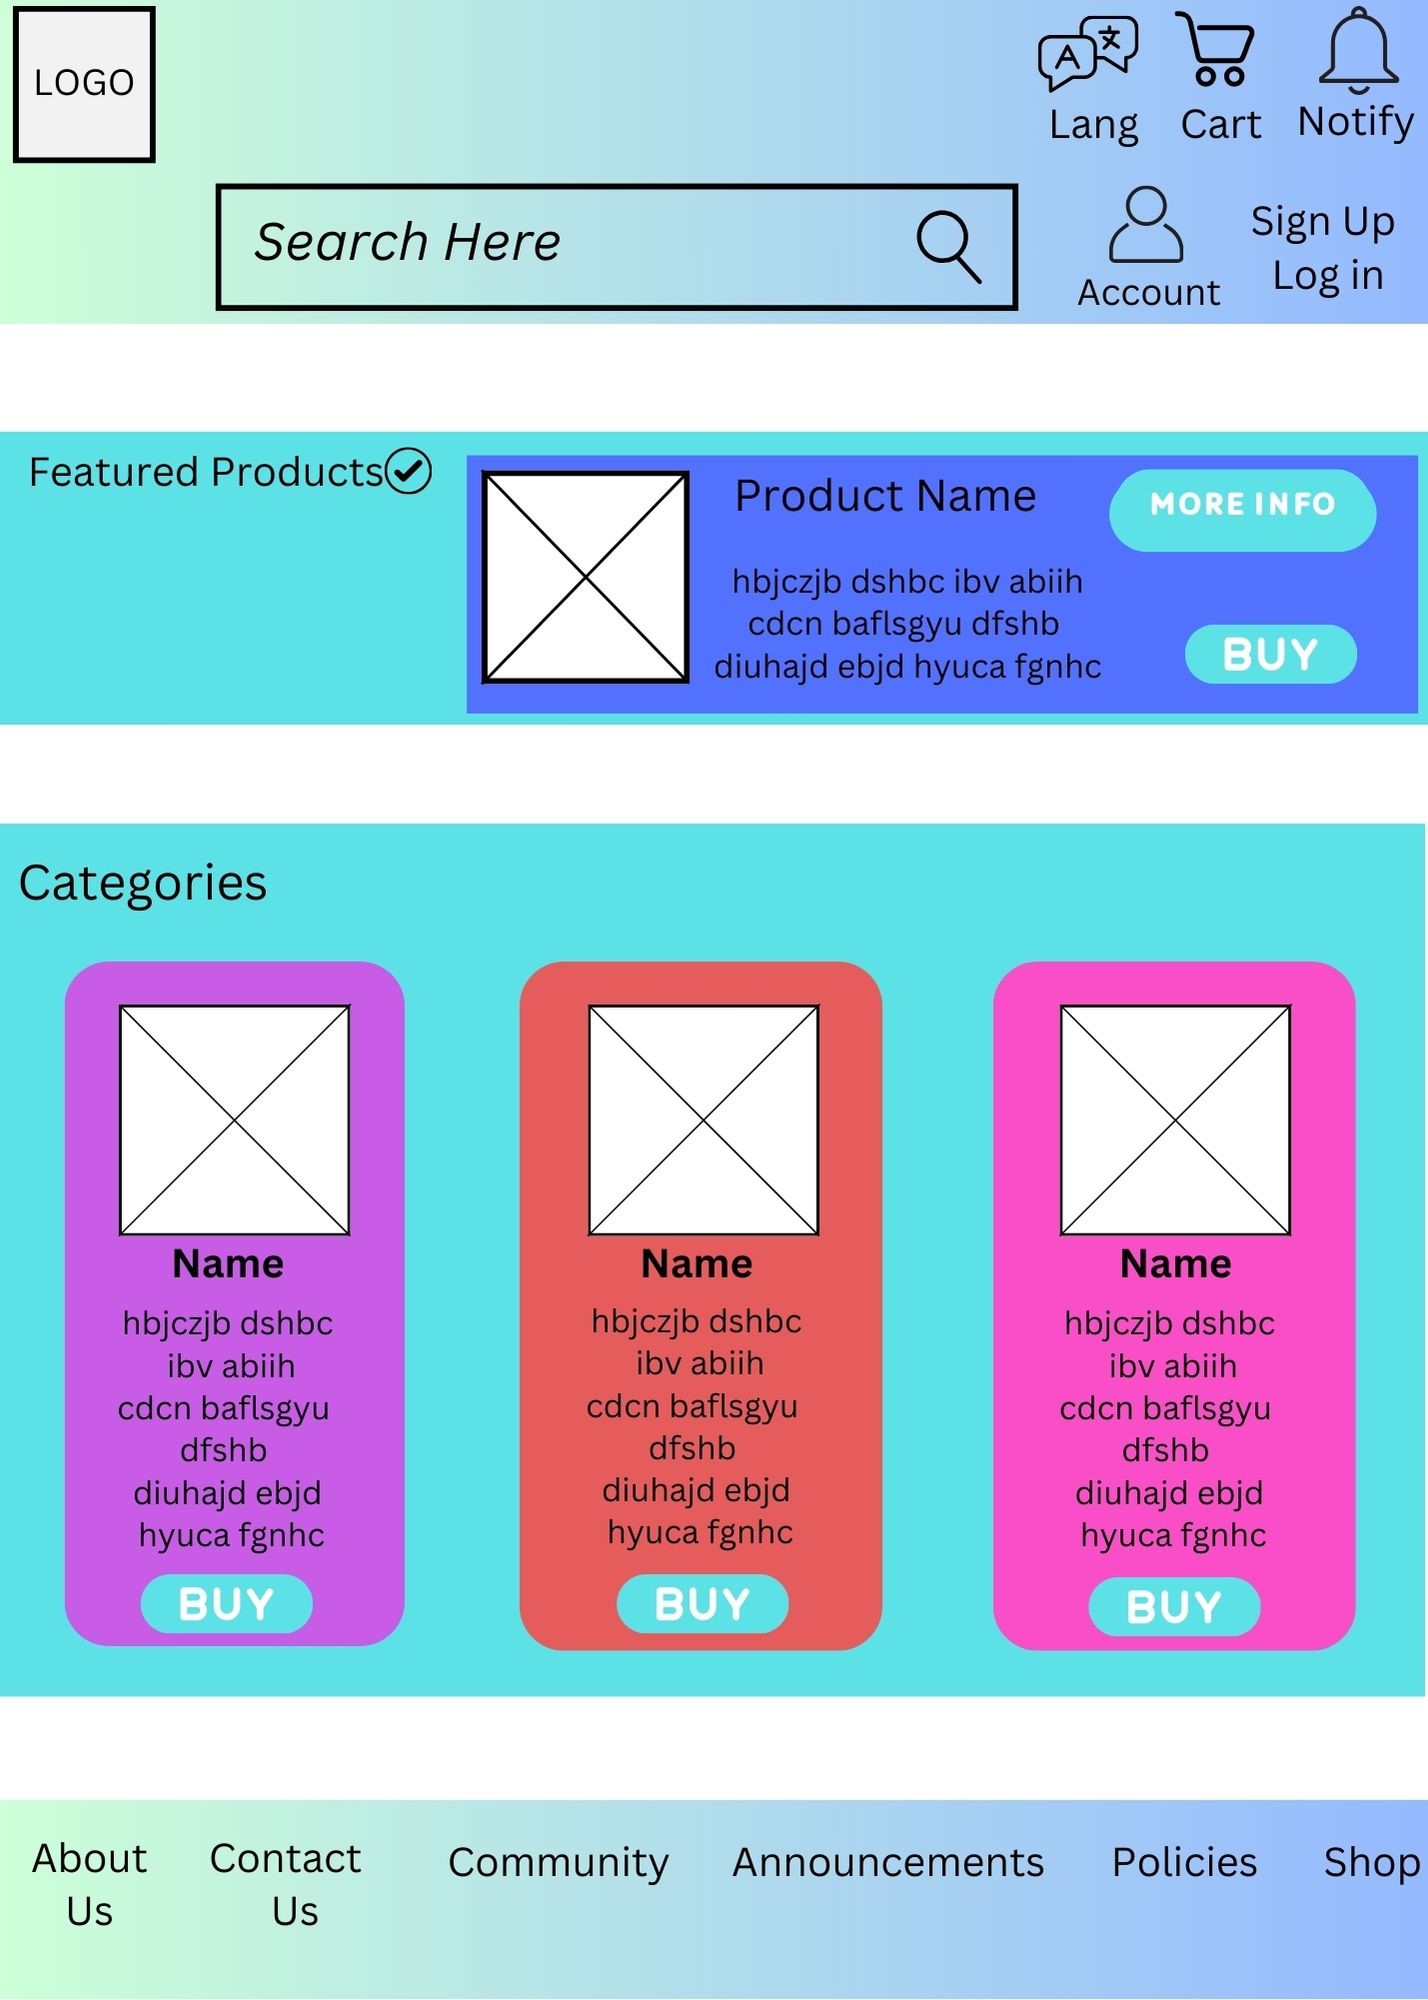 LOGO
A 文
Lang
Cart
Notify
Search Here
Account
Sign Up
Log in
Featured Products
Product Name
MORE INFO
hbjczjb dshbc ibv abiih
cdcn baflsgyu dfshb
diuhajd ebjd hyuca fgnhc
BUY
Categories
Name
hbjczjb dshbc
ibv abiih
cdcn baflsgyu
dfshb
diuhajd ebjd
hyuca fgnhc
BUY
Name
hbjczjb dshbc
ibv abiih
cdcn baflsgyu
dfshb
diuhajd ebjd
hyuca fgnhc
BUY
Name
hbjczjb dshbc
ibv abiih
cdcn baflsgyu
dfshb
diuhajd ebjd
hyuca fgnhc
BUY
About
Us
Contact
Us
Community
Announcements
Policies
Shop